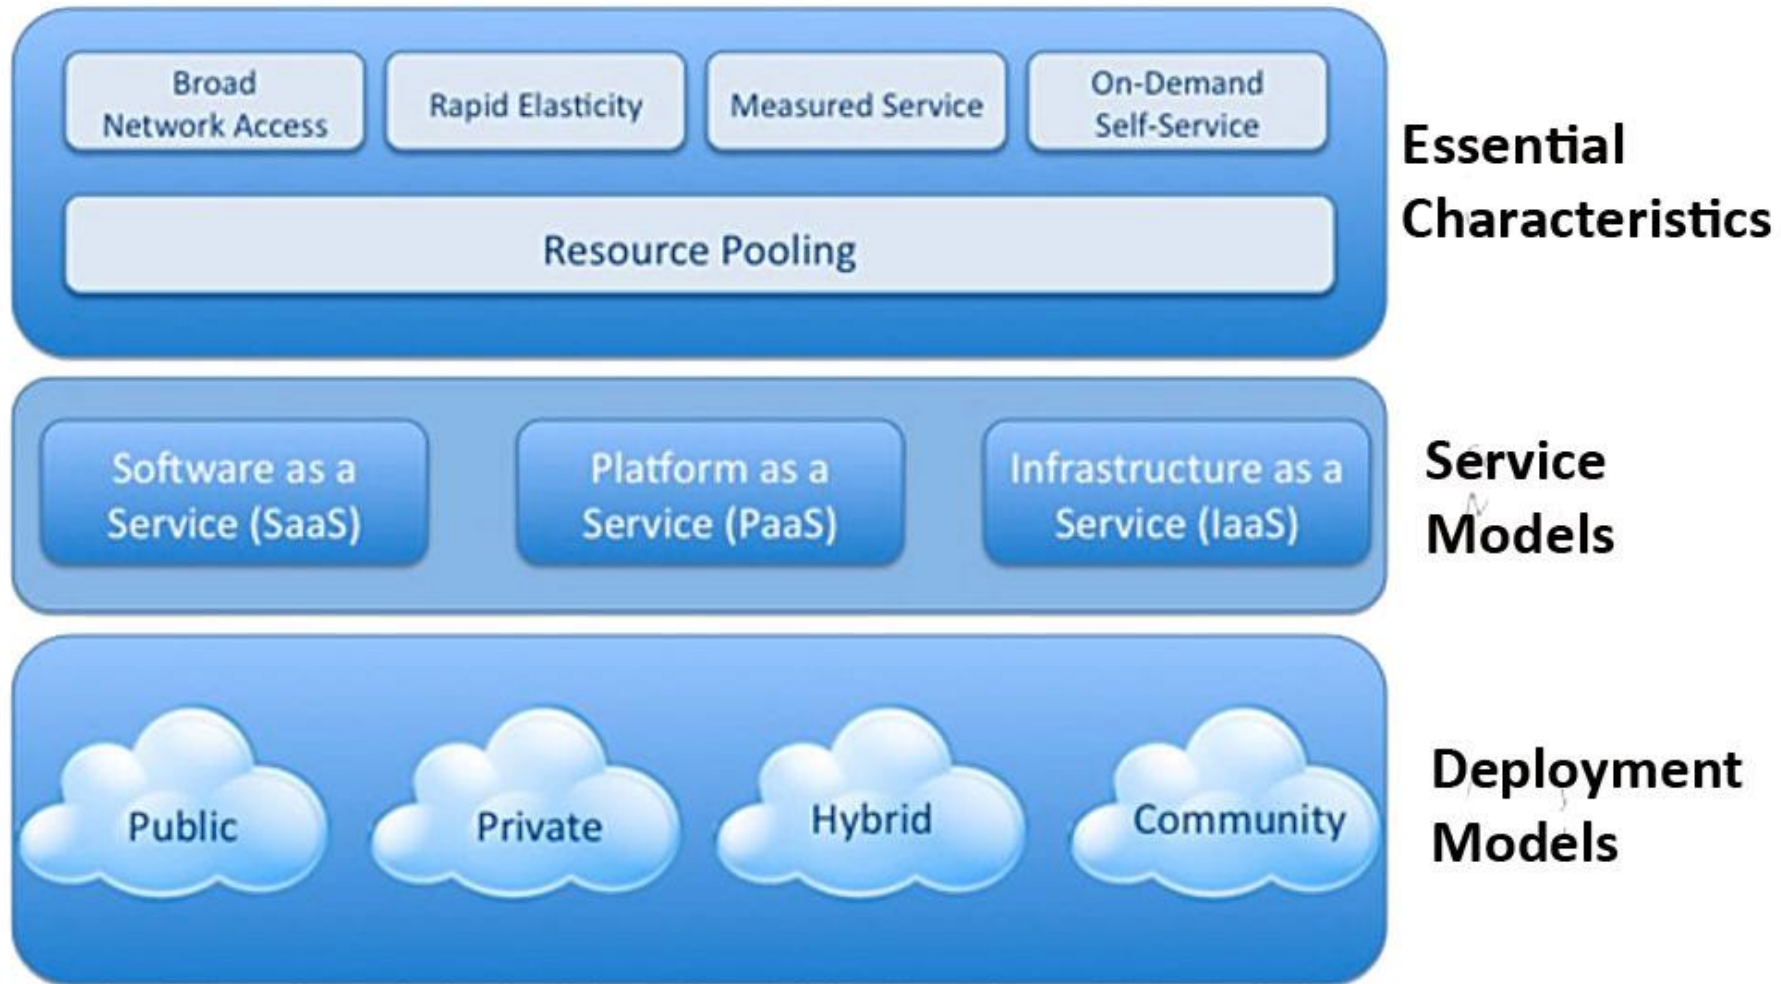 Broad
Network Access
Rapid Elasticity
Measured Service
On-Demand
Self-Service
Resource Pooling
Essential
Characteristics
Software as a
Service (SaaS)
Platform as a
Service (PaaS)
Infrastructure as a
Service (IaaS)
Service
Models
Public
Private
Hybrid
Community
Deployment
Models